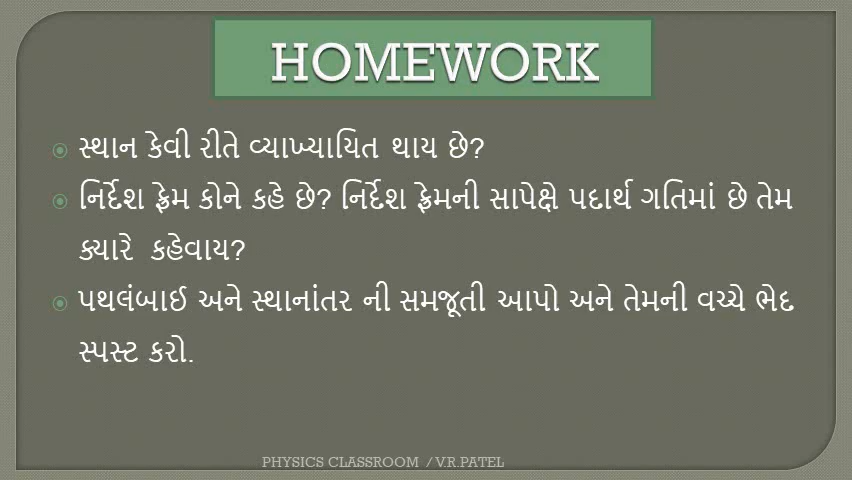 HOMEWORK
સ્થાન કેવી રીતે વ્યાખ્યાયિત થાય છે?
નિર્દેશ ફ્રેમ કોને કહે છે? નિર્દેશ ફ્રેમની સાપેક્ષે પદાર્થ ગતિમાં છે તેમ
ક્યારે કહેવાય?
પથલંબાઈ અને સ્થાનાંતર ની સમજૂતી આપો અને તેમની વચ્ચે ભેદ
સ્પસ્ટ કરો.
PHYSICS CLASSROOM / V.R.PATEL